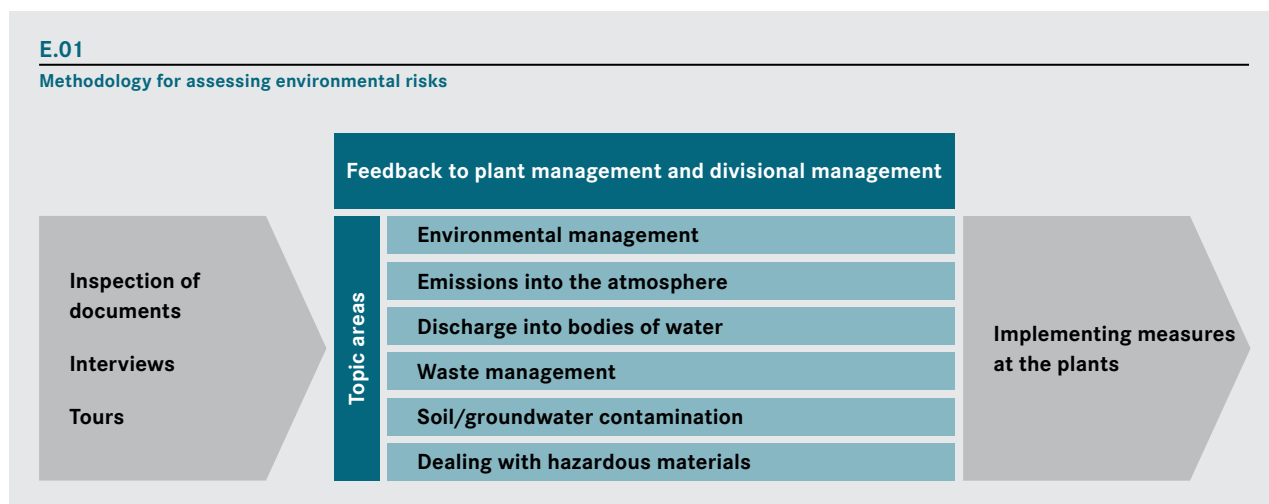 E.01
Methodology for assessing environmental risks
Feedback to plant management and divisional management
Inspection of
documents
Interviews
Tours
Topic areas
Environmental management
Emissions into the atmosphere
Discharge into bodies of water
Waste management
Soil/groundwater contamination
Dealing with hazardous materials
Implementing measures
at the plants